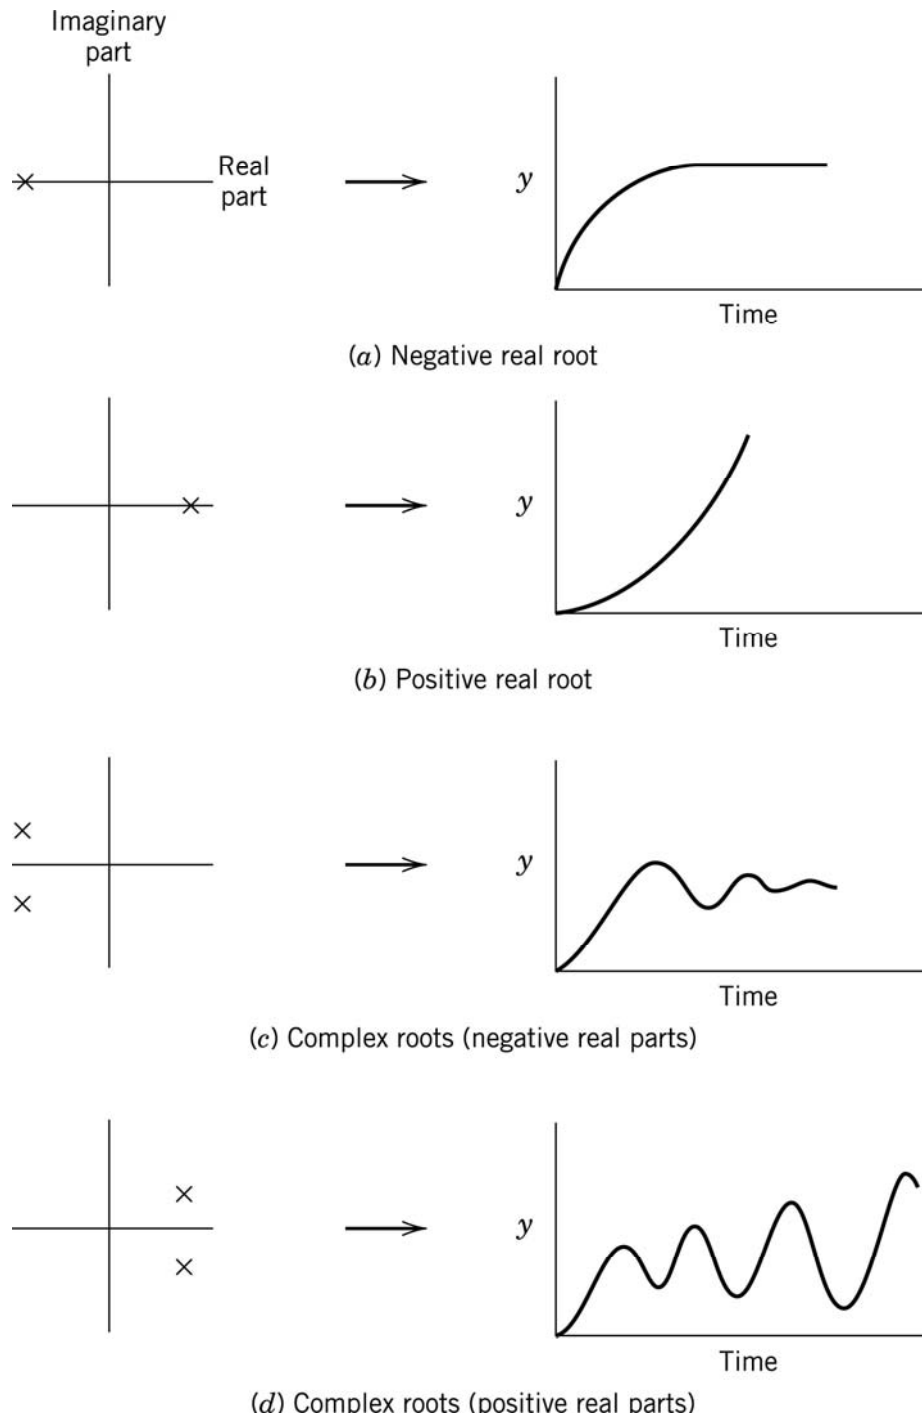 Imaginary
part
Real
part
y
Time
(a) Negative real root
y
Time
(b) Positive real root
y
Time
(c) Complex roots (negative real parts)
y
Time
(d) Complex roots (positive real parts)